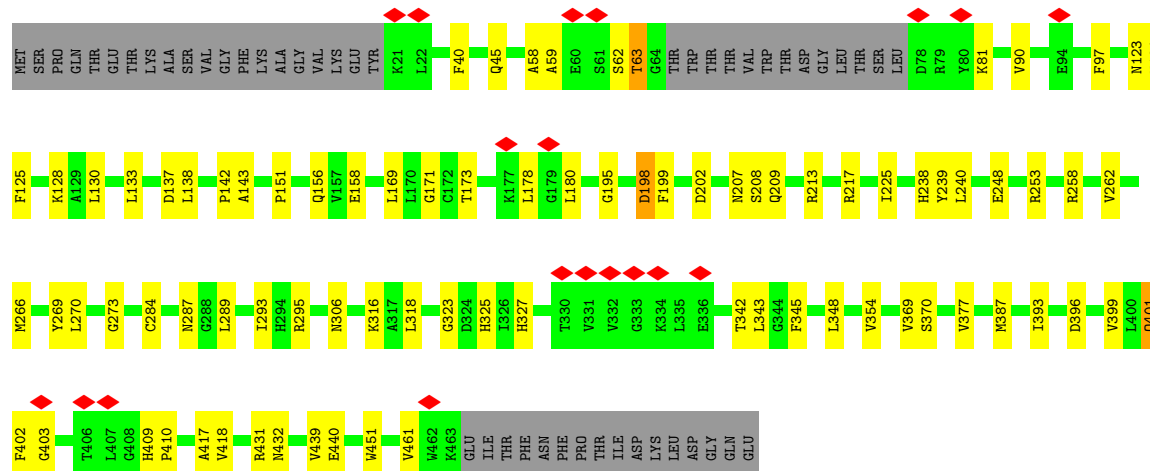 MET SER PRO GLN THR GLU THR LYS ALA SER VAL GLY PHE LYS ALA GLY VAL LYS GLU TYR K21 L22 F40 Q45 A58 A59 E60 S61 S62 T63 G64 THR TRP THR THR VAL TRP THR ASP GLY LEU THR SER LEU D78 R79 Y80 K81 V90 E94 F97 N123
F125 K128 A129 L130 L133 D137 L138 P142 A143 P151 Q156 V157 E158 L169 L170 G171 C172 T173 K177 L178 G179 L180 G195 D198 F199 D202 N207 S208 Q209 R213 R217 I225 H238 Y239 L240 E248 R253 R258 V262
M266 Y269 L270 G273 C284 N287 G288 L289 I293 H294 R295 N306 K316 A317 L318 G323 D324 H325 I326 H327 T330 V331 V332 G333 K334 L335 E336 T342 L343 G344 F345 L348 V354 V369 S370 V377 M387 I393 D396 V399 L400
F402 G403 T406 L407 G408 H409 P410 A417 V418 R431 N432 V439 E440 W451 V461 W462 K463 GLU ILE THR PHE ASN PHE PRO THR ILE ASP LYS LEU ASP GLY GLN GLU